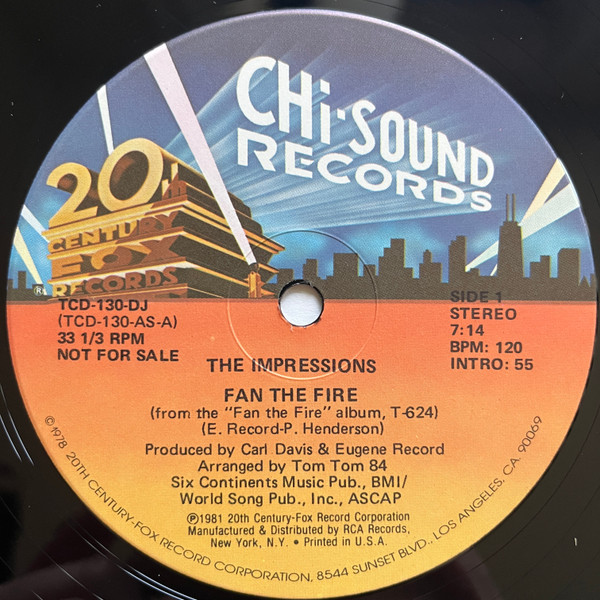 CHi-SOUND
RECORDS
20th
CENTURY
FOX
RECORDS
®
TCD-130-DJ
(TCD-130-AS-A)
33 1/3 RPM
NOT FOR SALE
SIDE 1
STEREO
7:14
BPM: 120
INTRO: 55
THE IMPRESSIONS
FAN THE FIRE
(from the "Fan the Fire" album, T-624)
(E. Record-P. Henderson)
Produced by Carl Davis & Eugene Record
Arranged by Tom Tom 84
Six Continents Music Pub., BMI/
World Song Pub., Inc., ASCAP
℗1981 20th Century-Fox Record Corporation
Manufactured & Distributed by RCA Records,
New York, N.Y. • Printed in U.S.A.
©1978 20TH CENTURY-FOX RECORD CORPORATION, 8544 SUNSET BLVD., LOS ANGELES, CA. 90069